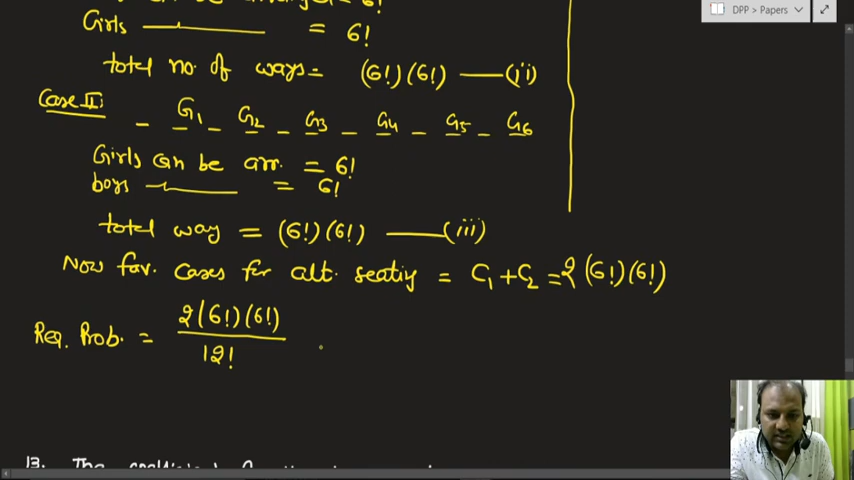 DPP > Papers
Girls = 6!
total no. of ways = (6!) (6!) —(ii)
Case II:
_ G1 _ G2 _ G3 _ G4 _ G5 _ G6
Girls can be arr. = 6!
boys = 6!
total way = (6!) (6!) —(iii)
Now fav. cases for alt. seating = C1 + C2 = 2 (6!) (6!)
Req. Prob. = 2(6!) (6!) / 12!
13. The